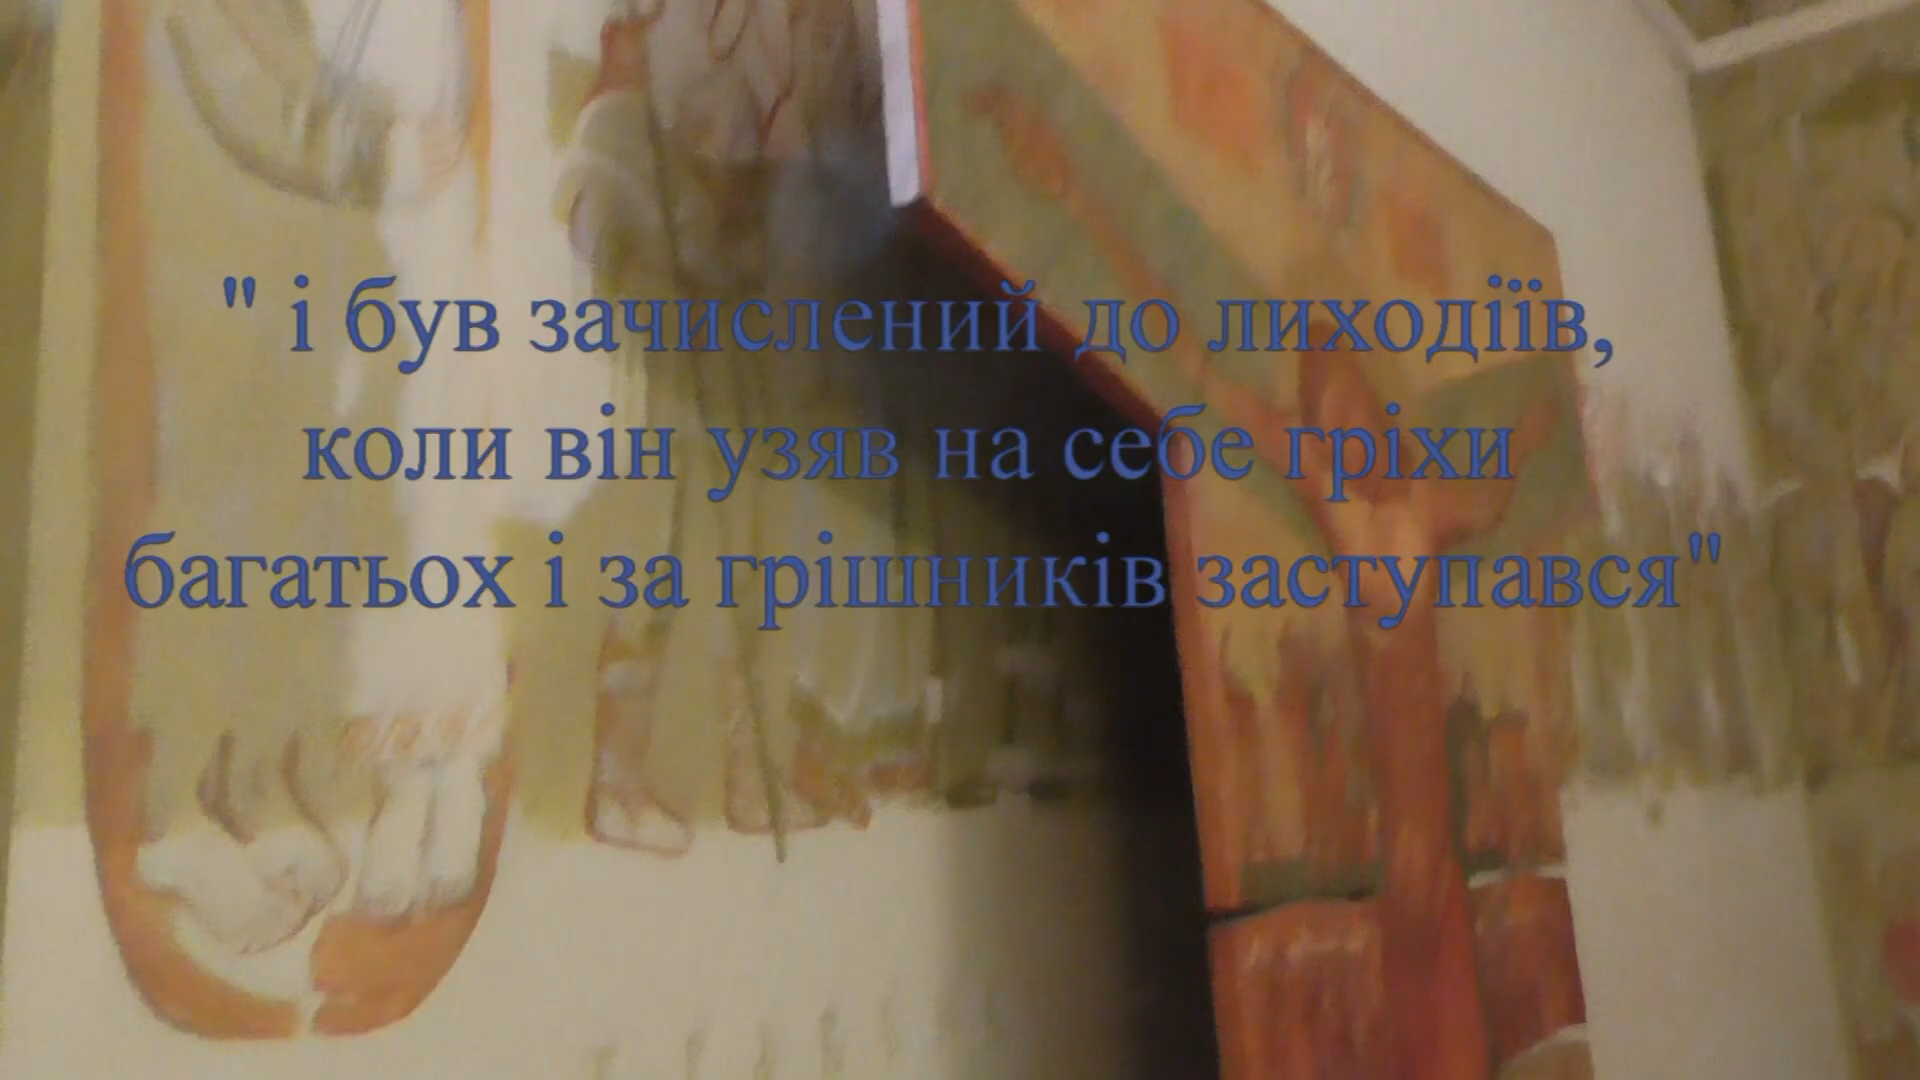 " і був зачислений до лиходіїв,
коли він узяв на себе гріхи
багатьох і за грішників заступався"